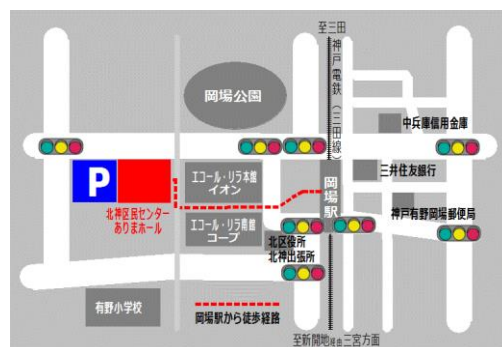 至三田
神戸電鉄（三田線）
岡場公園
中兵庫信用金庫
P
エコール・リラ本館
イオン
三井住友銀行
岡場駅
北神区民センター
ありまホール
神戸有野岡場郵便局
エコール・リラ南館
コープ
北区役所
北神出張所
有野小学校
岡場駅から徒歩経路
至新開地経由三宮方面